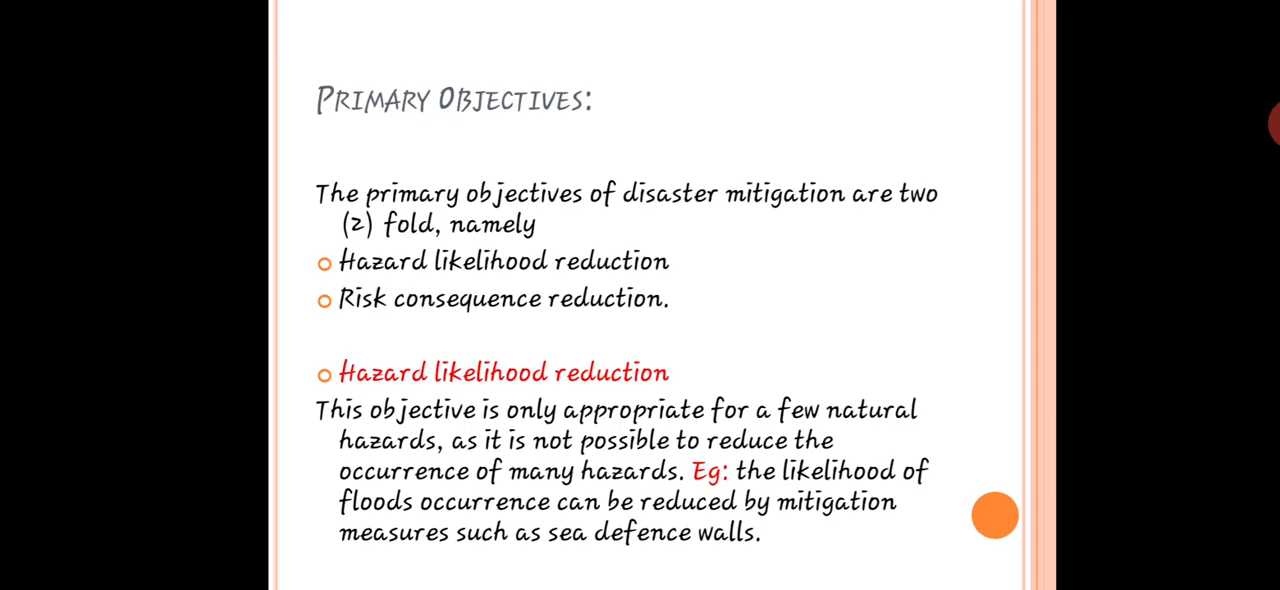 PRIMARY OBJECTIVES:
The primary objectives of disaster mitigation are two
(2) fold, namely
Hazard likelihood reduction
Risk consequence reduction.
Hazard likelihood reduction
This objective is only appropriate for a few natural
hazards, as it is not possible to reduce the
occurrence of many hazards. Eg: the likelihood of
floods occurrence can be reduced by mitigation
measures such as sea defence walls.